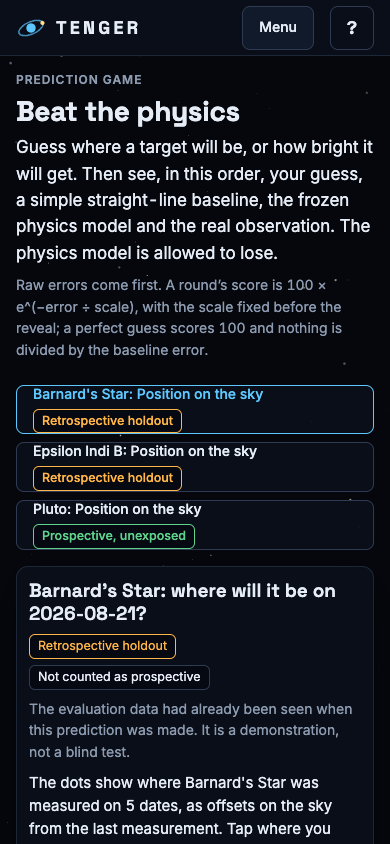 TENGER
Menu
?
PREDICTION GAME
Beat the physics
Guess where a target will be, or how bright it
will get. Then see, in this order, your guess,
a simple straight-line baseline, the frozen
physics model and the real observation. The
physics model is allowed to lose.
Raw errors come first. A round's score is 100 ×
e^(−error ÷ scale), with the scale fixed before the
reveal; a perfect guess scores 100 and nothing is
divided by the baseline error.
Barnard's Star: Position on the sky
Retrospective holdout
Epsilon Indi B: Position on the sky
Retrospective holdout
Pluto: Position on the sky
Prospective, unexposed
Barnard's Star: where will it be on
2026-08-21?
Retrospective holdout
Not counted as prospective
The evaluation data had already been seen when
this prediction was made. It is a demonstration,
not a blind test.
The dots show where Barnard's Star was
measured on 5 dates, as offsets on the sky
from the last measurement. Tap where you